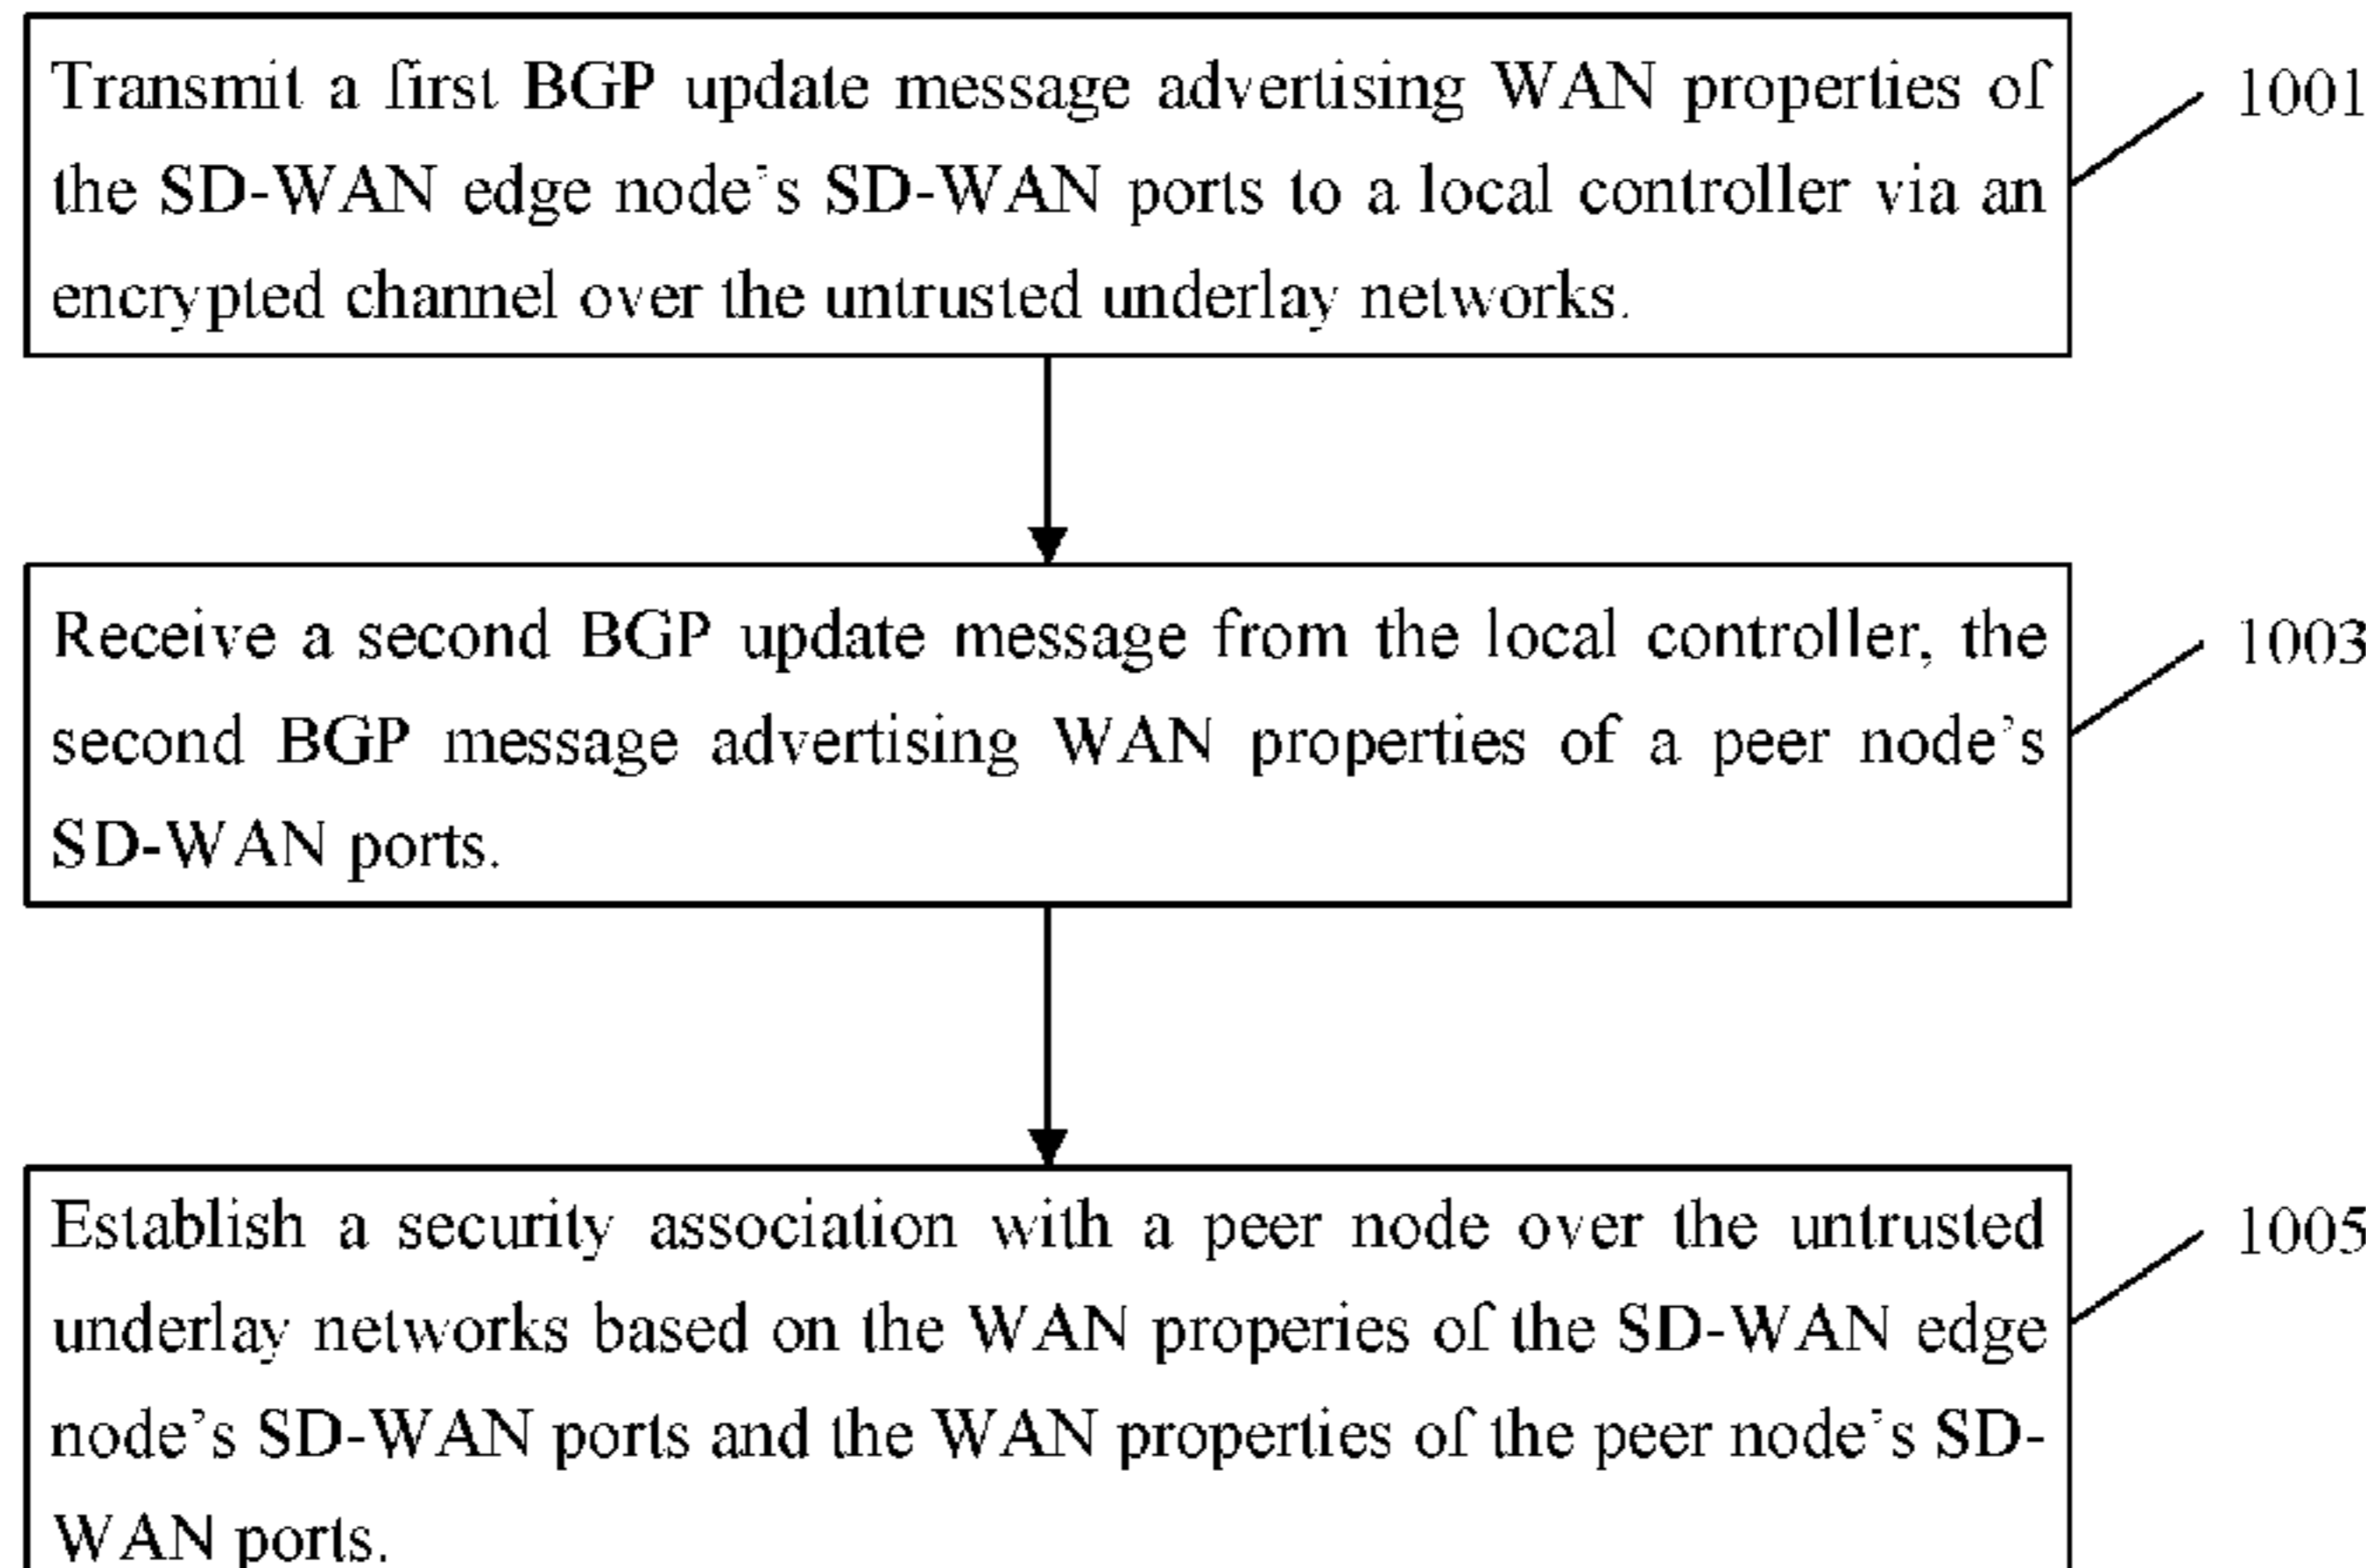 Transmit a first BGP update message advertising WAN properties of
the SD-WAN edge node's SD-WAN ports to a local controller via an
encrypted channel over the untrusted underlay networks.
1001
Receive a second BGP update message from the local controller, the
second BGP message advertising WAN properties of a peer node's
SD-WAN ports.
1003
Establish a security association with a peer node over the untrusted
underlay networks based on the WAN properies of the SD-WAN edge
node's SD-WAN ports and the WAN properties of the peer node's SD-
WAN ports.
1005